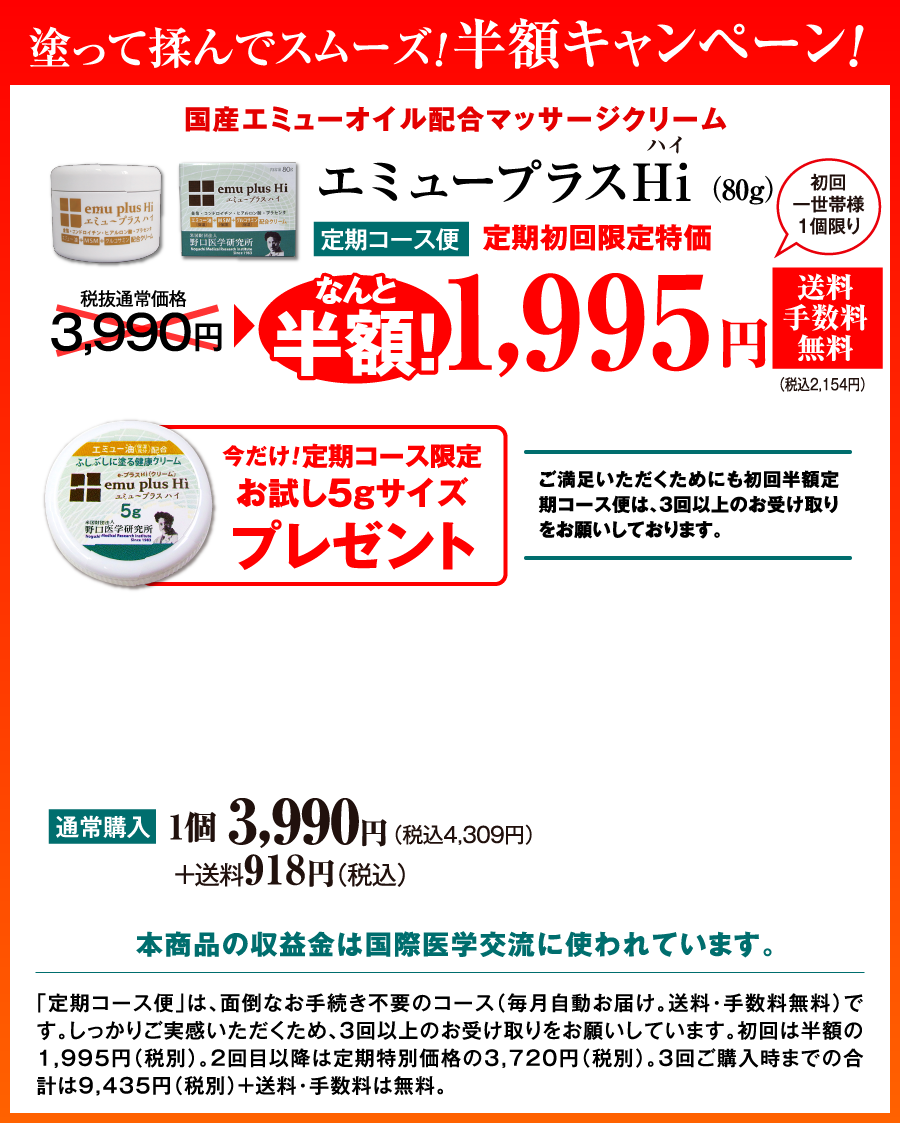 塗って揉んでスムーズ!半額キャンペーン!
国産エミューオイル配合マッサージクリーム
ハイ
エミュープラスHi (80g)
初回
一世帯様
1個限り
emu plus Hi
エミュープラス ハイ
emu plus Hi
エミュープラス ハイ
野口医学研究所
定期コース便 定期初回限定特価
税抜通常価格
3,990円
なんと
半額!
1,995円
送料
手数料
無料
(税込2,154円)
エミュー油 配合
ふしぶしに塗る健康クリーム
emu plus Hi
エミュープラス ハイ
5g
野口医学研究所
Noguchi Medical Research Institute
Since 1983
今だけ!定期コース限定
お試し5gサイズ
プレゼント
ご満足いただくためにも初回半額定
期コース便は、3回以上のお受け取り
をお願いしております。
通常購入 1個 3,990円 (税込4,309円)
+送料918円(税込)
本商品の収益金は国際医学交流に使われています。
「定期コース便」は、面倒なお手続き不要のコース(毎月自動お届け。送料・手数料無料)で
す。しっかりご実感いただくため、3回以上のお受け取りをお願いしています。初回は半額の
1,995円(税別)。2回目以降は定期特別価格の3,720円(税別)。3回ご購入時までの合
計は9,435円(税別)+送料・手数料は無料。